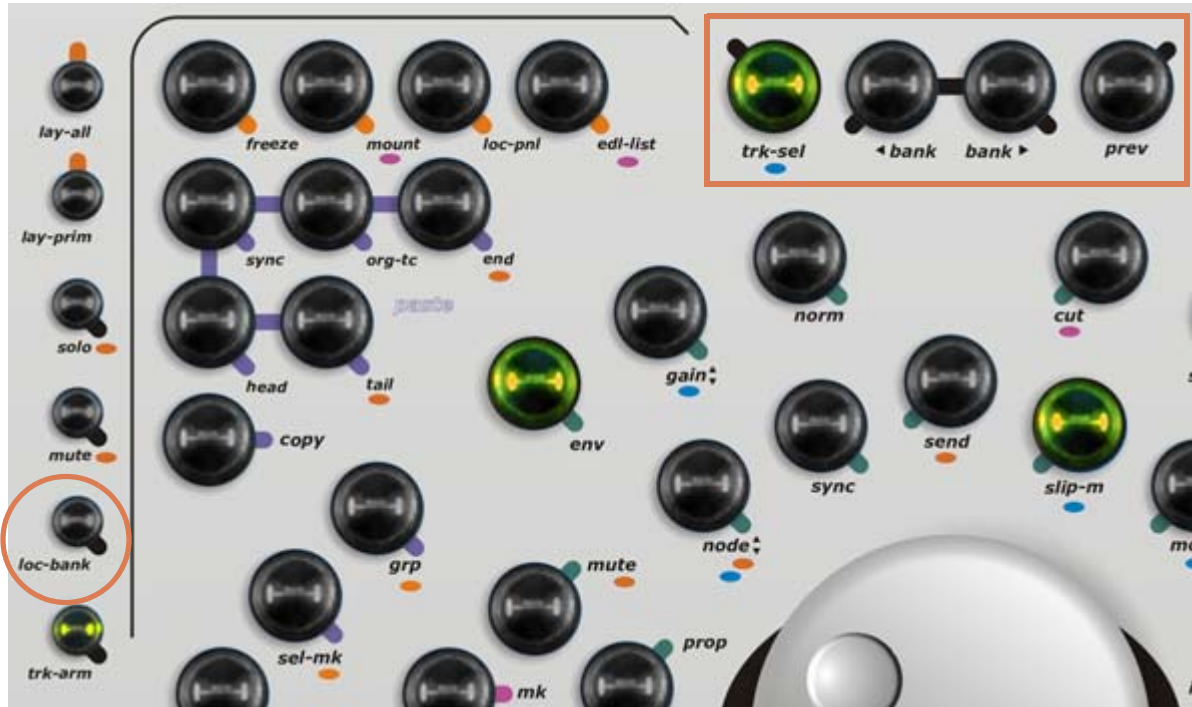 lay-all
lay-prim
solo
mute
loc-bank
trk-arm
freeze
mount
loc-pnl
edl-list
trk-sel
◀ bank
bank ▶
prev
sync
org-tc
end
paste
head
tail
copy
norm
cut
gain
env
send
sync
slip-m
node
grp
mute
sel-mk
prop
mk